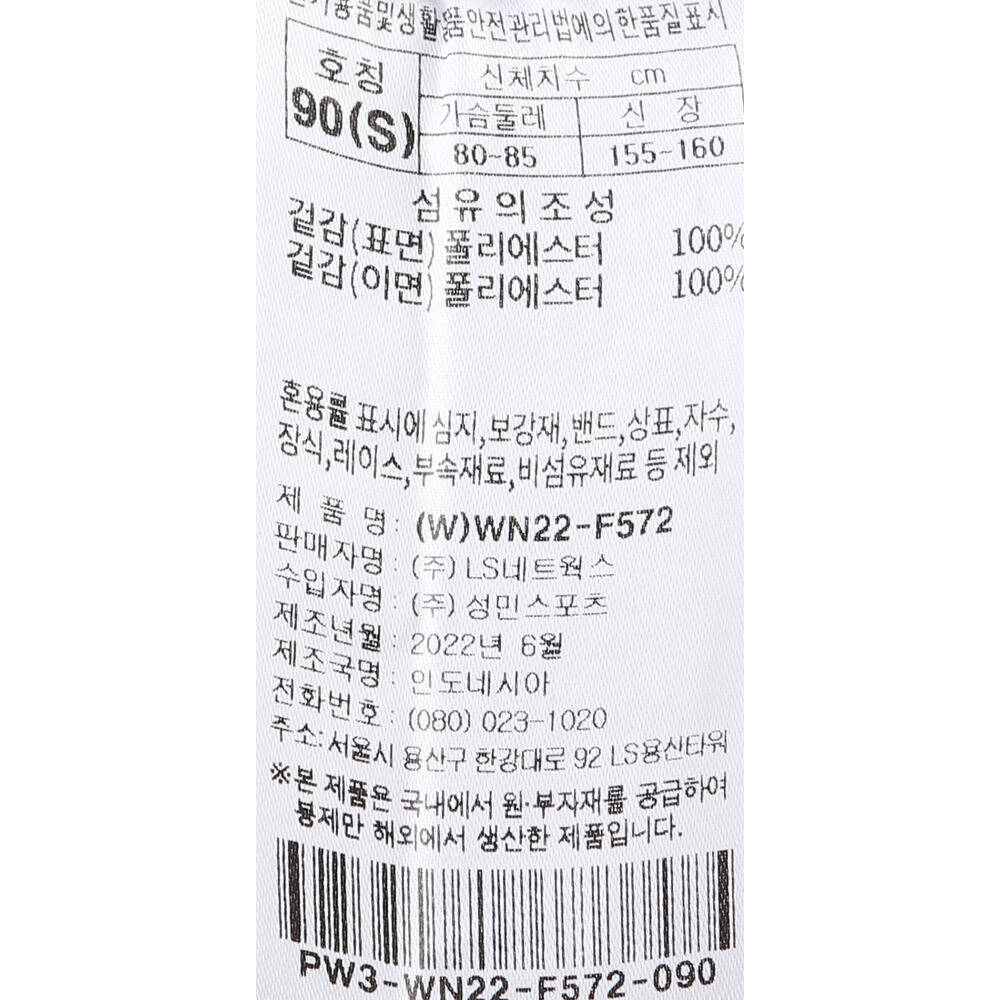 전기용품및생활용품안전관리법에의한품질표시
호칭 신체치수 cm
90(S) 가슴둘레 신 장
80~85 155~160
섬유의조성
겉감(표면) 폴리에스터 100%
겉감(이면) 폴리에스터 100%
혼용률 표시에 심지,보강재,밴드,상표,자수,
장식,레이스,부속재료,비섬유재료 등 제외
제 품 명 : (W)WN22-F572
판매자명 : (주) LS네트웍스
수입자명 : (주) 성민스포츠
제조년월 : 2022년 6월
제조국명 : 인도네시아
전화번호 : (080) 023-1020
주소: 서울시 용산구 한강대로 92 LS용산타워
※본 제품은 국내에서 원·부자재를 공급하여
봉제만 해외에서 생산한 제품입니다.
PW3-WN22-F572-090